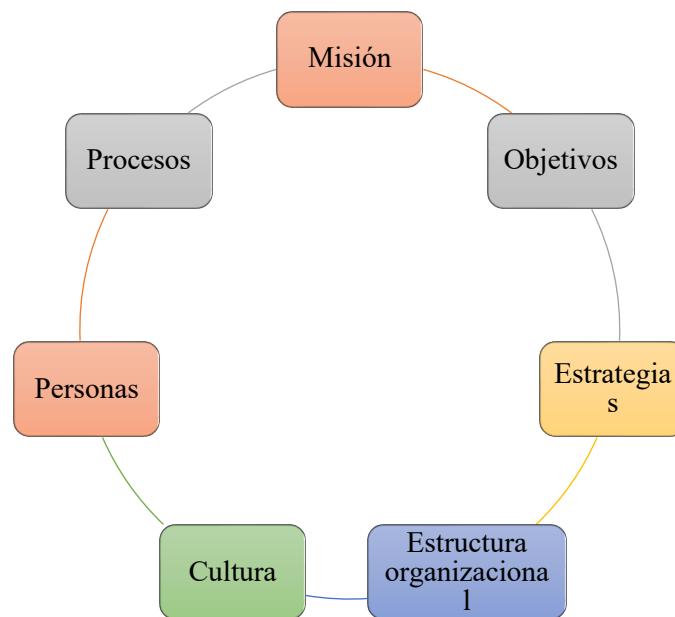 Misión
Objetivos
Estrategia
s
Estructura
organizaciona
l
Cultura
Personas
Procesos